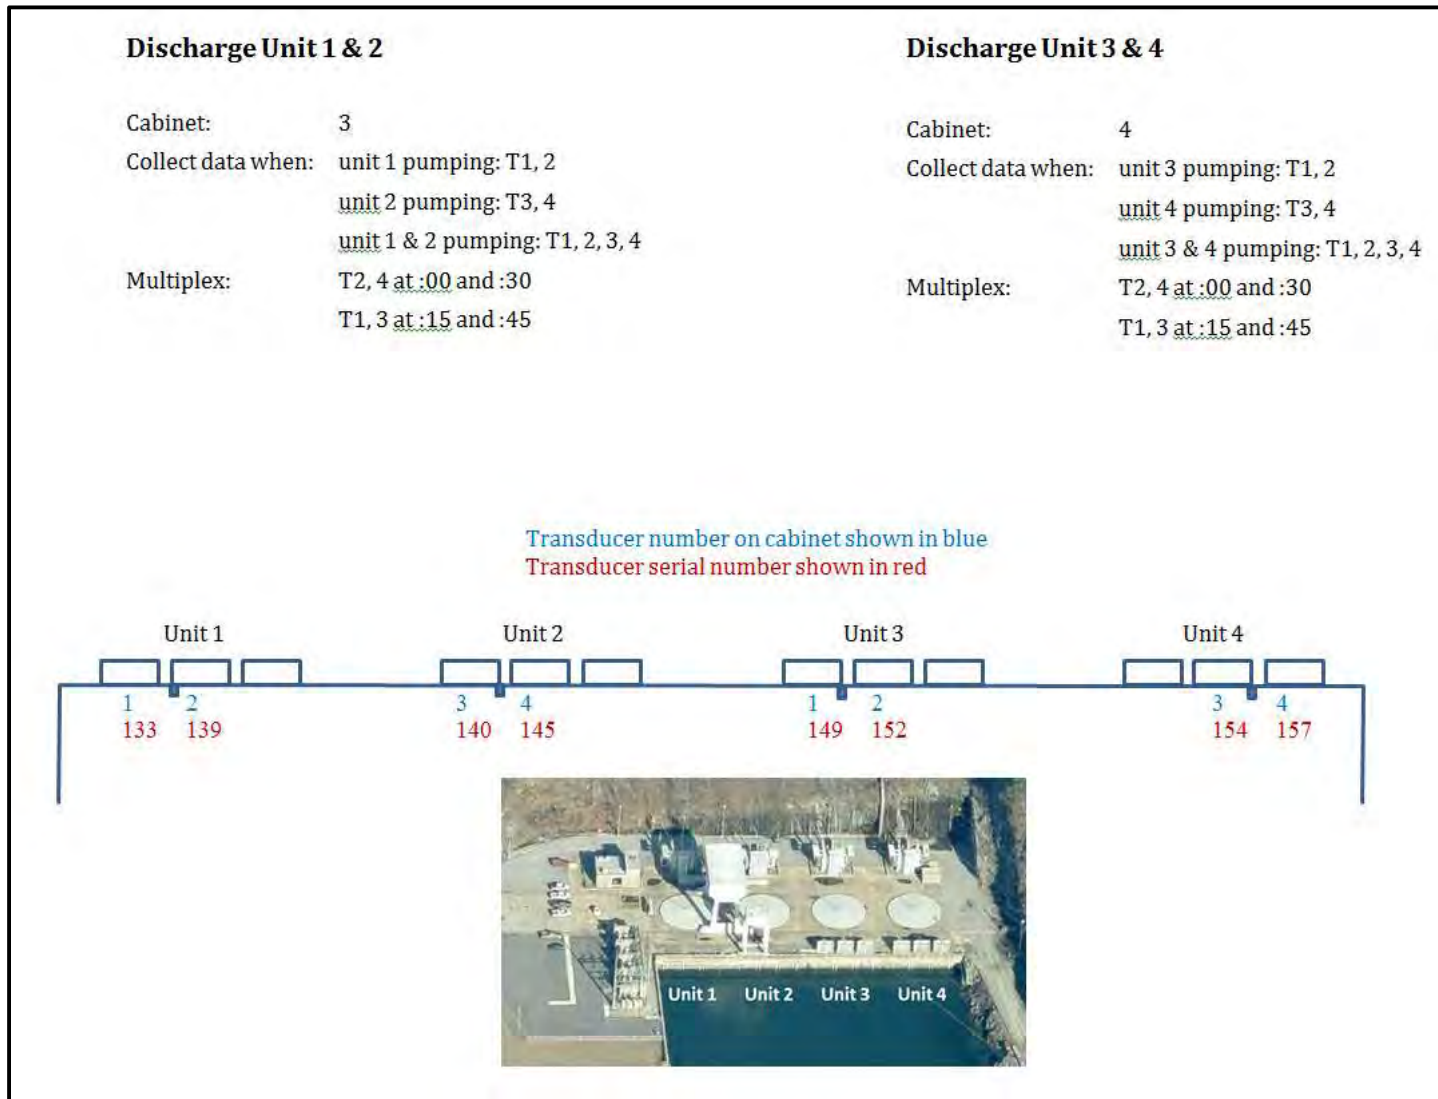 Discharge Unit 1 & 2
Cabinet: 3
Collect data when: unit 1 pumping: T1, 2
unit 2 pumping: T3, 4
unit 1 & 2 pumping: T1, 2, 3, 4
Multiplex: T2, 4 at :00 and :30
T1, 3 at :15 and :45
Discharge Unit 3 & 4
Cabinet: 4
Collect data when: unit 3 pumping: T1, 2
unit 4 pumping: T3, 4
unit 3 & 4 pumping: T1, 2, 3, 4
Multiplex: T2, 4 at :00 and :30
T1, 3 at :15 and :45
Transducer number on cabinet shown in blue
Transducer serial number shown in red
Unit 1 Unit 2 Unit 3 Unit 4
1 2 3 4 1 2 3 4
133 139 140 145 149 152 154 157
Unit 1 Unit 2 Unit 3 Unit 4